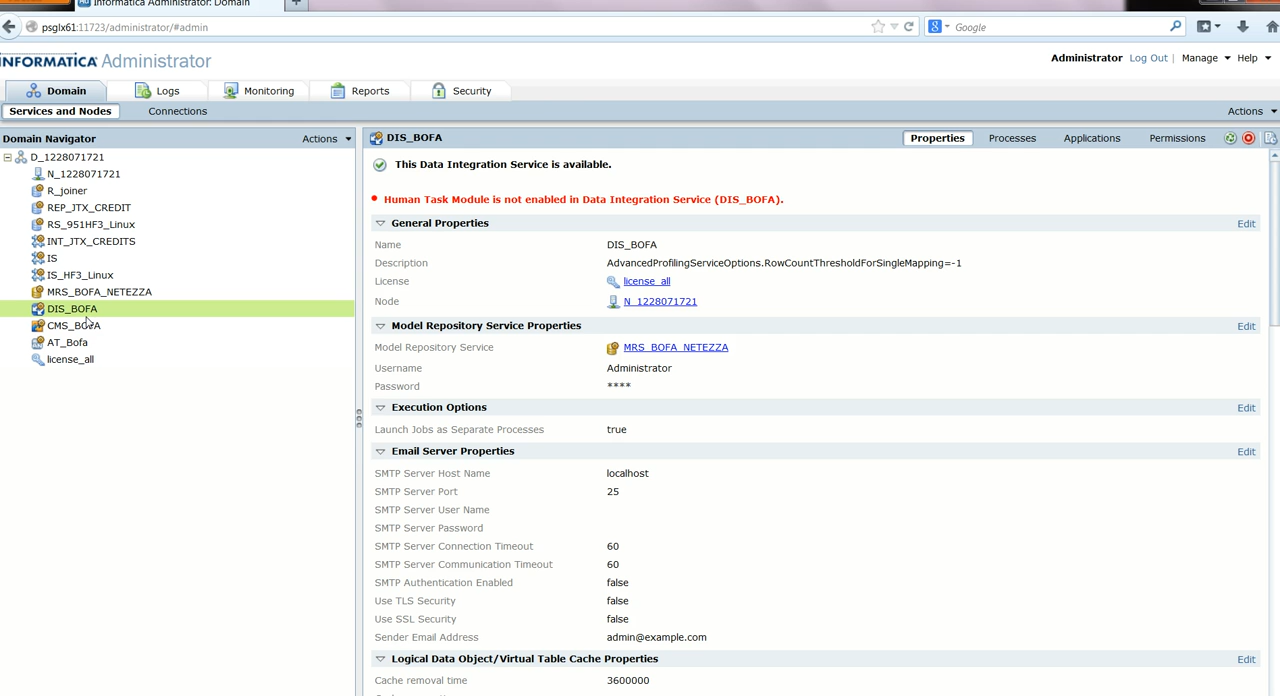 Informatica Administrator: Domain
psglx61:11723/administrator/#admin
Google
INFORMATICA Administrator
Administrator Log Out | Manage Help
Domain Logs Monitoring Reports Security
Services and Nodes Connections Actions
Domain Navigator Actions
D_1228071721
N_1228071721
R_joiner
REP_JTX_CREDIT
RS_951HF3_Linux
INT_JTX_CREDITS
IS
IS_HF3_Linux
MRS_BOFA_NETEZZA
DIS_BOFA
CMS_BOFA
AT_Bofa
license_all
DIS_BOFA Properties Processes Applications Permissions
This Data Integration Service is available.
Human Task Module is not enabled in Data Integration Service (DIS_BOFA).
General Properties Edit
Name DIS_BOFA
Description AdvancedProfilingServiceOptions.RowCountThresholdForSingleMapping=-1
License license_all
Node N_1228071721
Model Repository Service Properties Edit
Model Repository Service MRS_BOFA_NETEZZA
Username Administrator
Password ****
Execution Options Edit
Launch Jobs as Separate Processes true
Email Server Properties Edit
SMTP Server Host Name localhost
SMTP Server Port 25
SMTP Server User Name
SMTP Server Password
SMTP Server Connection Timeout 60
SMTP Server Communication Timeout 60
SMTP Authentication Enabled false
Use TLS Security false
Use SSL Security false
Sender Email Address admin@example.com
Logical Data Object/Virtual Table Cache Properties Edit
Cache removal time 3600000